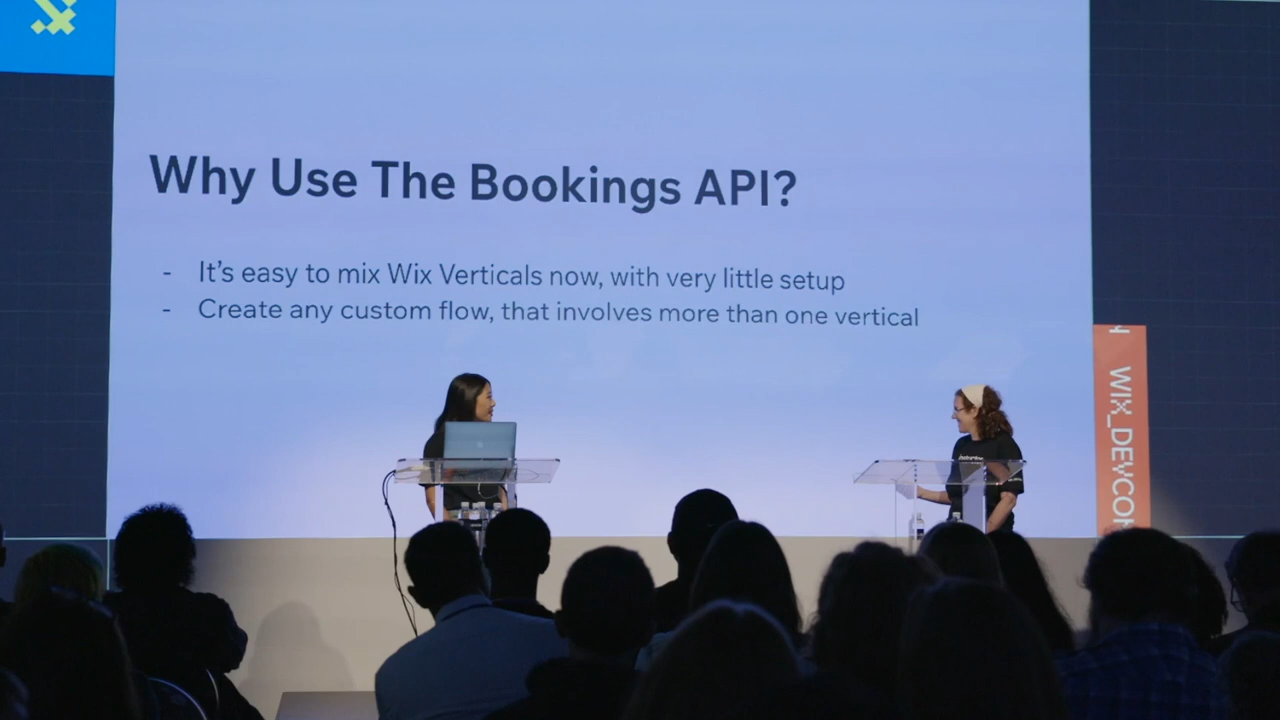 Why Use The Bookings API?
- It's easy to mix Wix Verticals now, with very little setup
- Create any custom flow, that involves more than one vertical
WIX_DEVCON